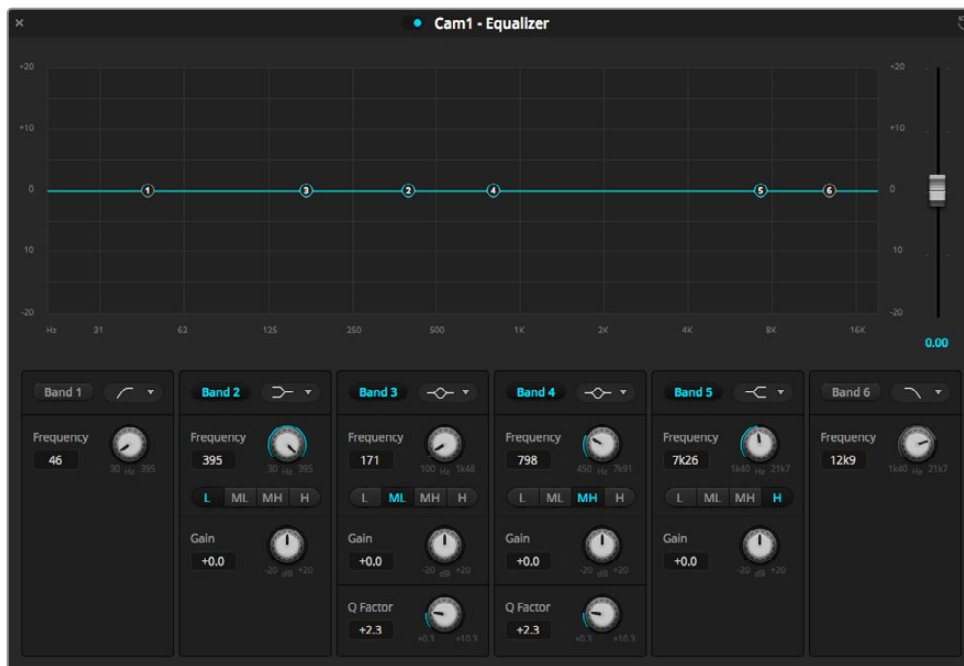 Cam1 - Equalizer
+20 +20
+10 +10
0 0
10 -10
-20 -20
1 3 2 4 5 6
Hz 31 62 125 250 500 1K 2K 4K 8K 16K
0.00
Band 1 Band 2 Band 3 Band 4 Band 5 Band 6
Frequency Frequency Frequency Frequency Frequency Frequency
46 395 171 798 7k26 12k9
30 Hz 395 30 Hz 395 100 Hz 1k48 450 Hz 7k91 1k40 Hz 21k7 1k40 Hz 21k7
L ML MH H L ML MH H L ML MH H L ML MH H
Gain Gain Gain Gain
+0.0 +0.0 +0.0 +0.0
-20 dB +20 -20 dB +20 -20 dB +20 -20 dB +20
Q Factor Q Factor
+2.3 +2.3
+0.3 +10.3 +0.3 +10.3